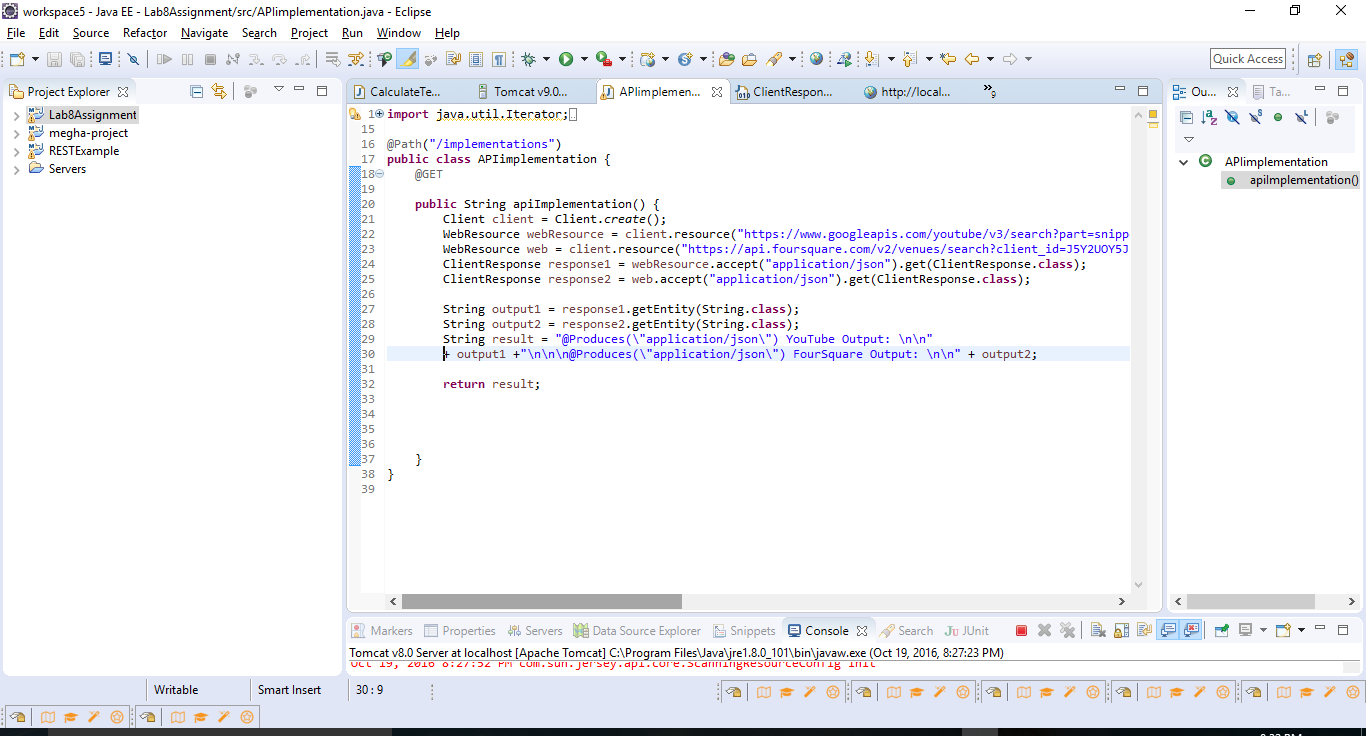 workspace5 - Java EE - Lab8Assignment/src/APIimplementation.java - Eclipse
File Edit Source Refactor Navigate Search Project Run Window Help
Quick Access
Project Explorer
Lab8Assignment
megha-project
RESTExample
Servers
CalculateTe... Tomcat v9.0... APIimplemen... ClientRespon... http://local... »9
1 import java.util.Iterator;
15
16 @Path("/implementations")
17 public class APIimplementation {
18 @GET
19
20 public String apiImplementation() {
21 Client client = Client.create();
22 WebResource webResource = client.resource("https://www.googleapis.com/youtube/v3/search?part=snipp
23 WebResource web = client.resource("https://api.foursquare.com/v2/venues/search?client_id=J5Y2UOY5J
24 ClientResponse response1 = webResource.accept("application/json").get(ClientResponse.class);
25 ClientResponse response2 = web.accept("application/json").get(ClientResponse.class);
26
27 String output1 = response1.getEntity(String.class);
28 String output2 = response2.getEntity(String.class);
29 String result = "@Produces(\"application/json\") YouTube Output: \n\n"
30 + output1 +"\n\n\n@Produces(\"application/json\") FourSquare Output: \n\n" + output2;
31
32 return result;
33
34
35
36
37 }
38 }
39
Ou... Ta...
APIimplementation
apiImplementation()
Markers Properties Servers Data Source Explorer Snippets Console Search JUnit
Tomcat v8.0 Server at localhost [Apache Tomcat] C:\Program Files\Java\jre1.8.0_101\bin\javaw.exe (Oct 19, 2016, 8:27:23 PM)
Oct 19, 2016 8:27:52 PM com.sun.jersey.api.core.ScanningResourceConfig init
Writable Smart Insert 30 : 9